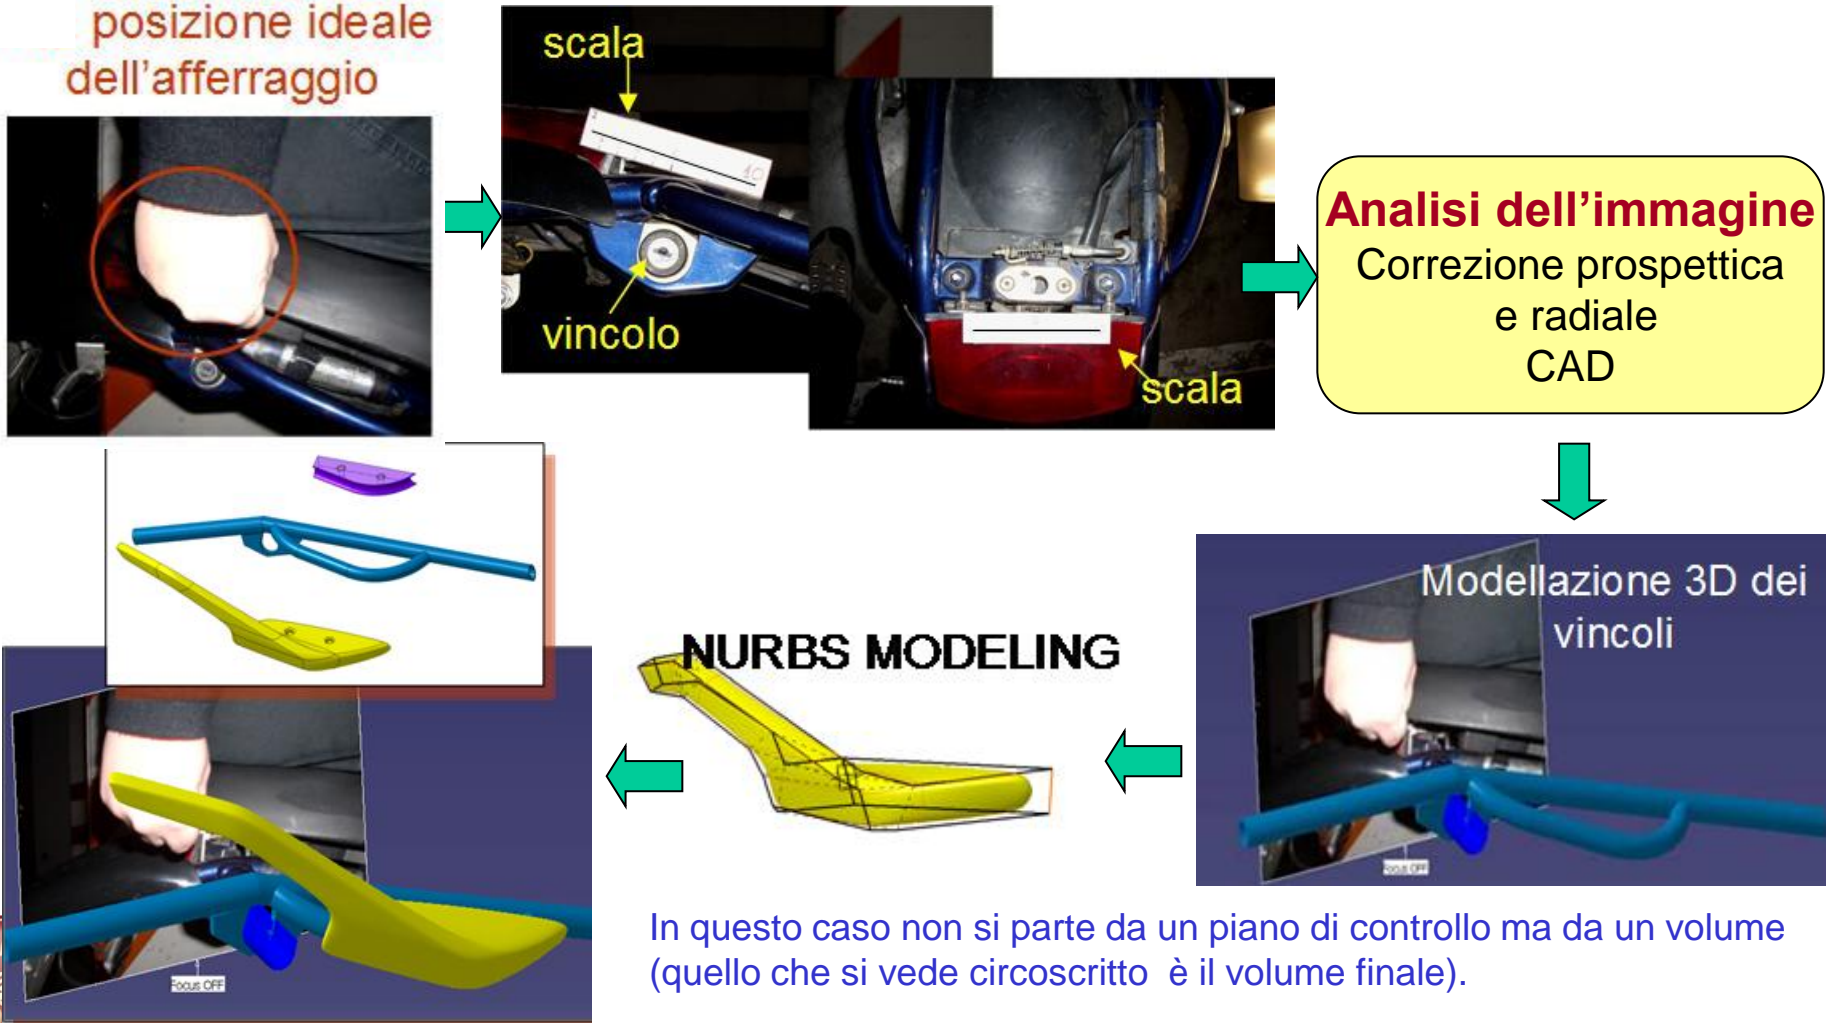 posizione ideale
dell'afferraggio
scala
vincolo
10
scala
Analisi dell'immagine
Correzione prospettica
e radiale
CAD
Modellazione 3D dei
vincoli
Focus OFF
NURBS MODELING
Focus OFF
In questo caso non si parte da un piano di controllo ma da un volume
(quello che si vede circoscritto è il volume finale).